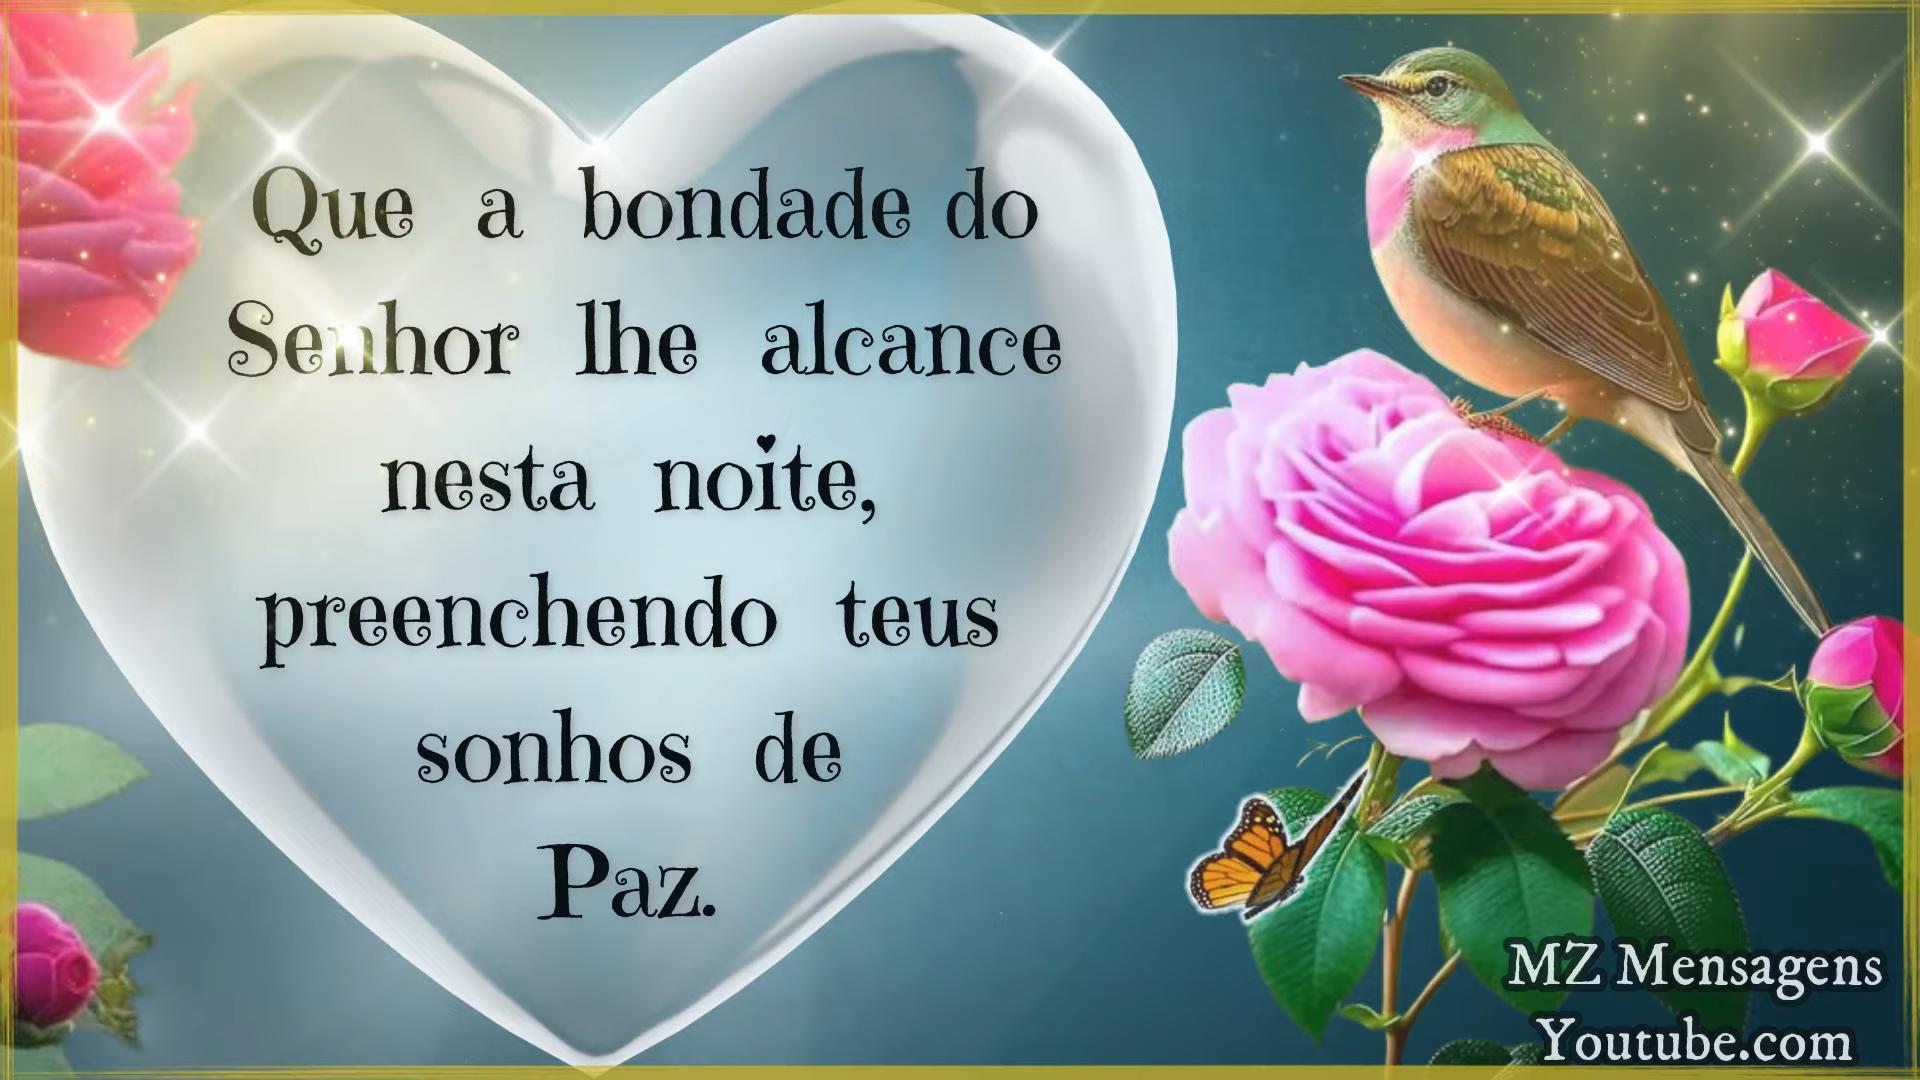 Que a bondade do
Senhor lhe alcance
nesta noite,
preenchendo teus
sonhos de
Paz.
MZ Mensagens
Youtube.com